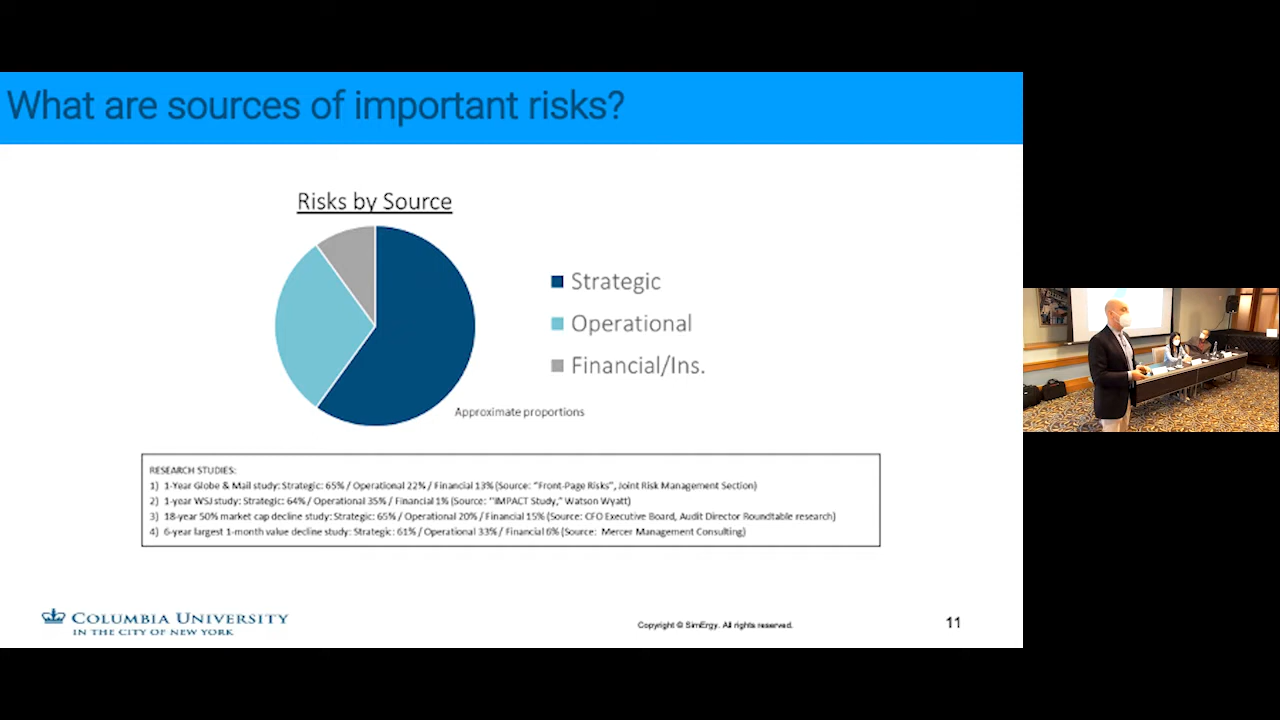 What are sources of important risks?
Risks by Source
Strategic
Operational
Financial/Ins.
Approximate proportions
RESEARCH STUDIES:
1) 1-Year Globe & Mail study: Strategic: 65% / Operational 22% / Financial 13% (Source: "Front-Page Risks", Joint Risk Management Section)
2) 1-year WSJ study: Strategic: 64% / Operational 35% / Financial 1% (Source: "IMPACT Study," Watson Wyatt)
3) 18-year 50% market cap decline study: Strategic: 65% / Operational 20% / Financial 15% (Source: CFO Executive Board, Audit Director Roundtable research)
4) 6-year largest 1-month value decline study: Strategic: 61% / Operational 33% / Financial 6% (Source: Mercer Management Consulting)
COLUMBIA UNIVERSITY
IN THE CITY OF NEW YORK
Copyright © SimErgy. All rights reserved.
11